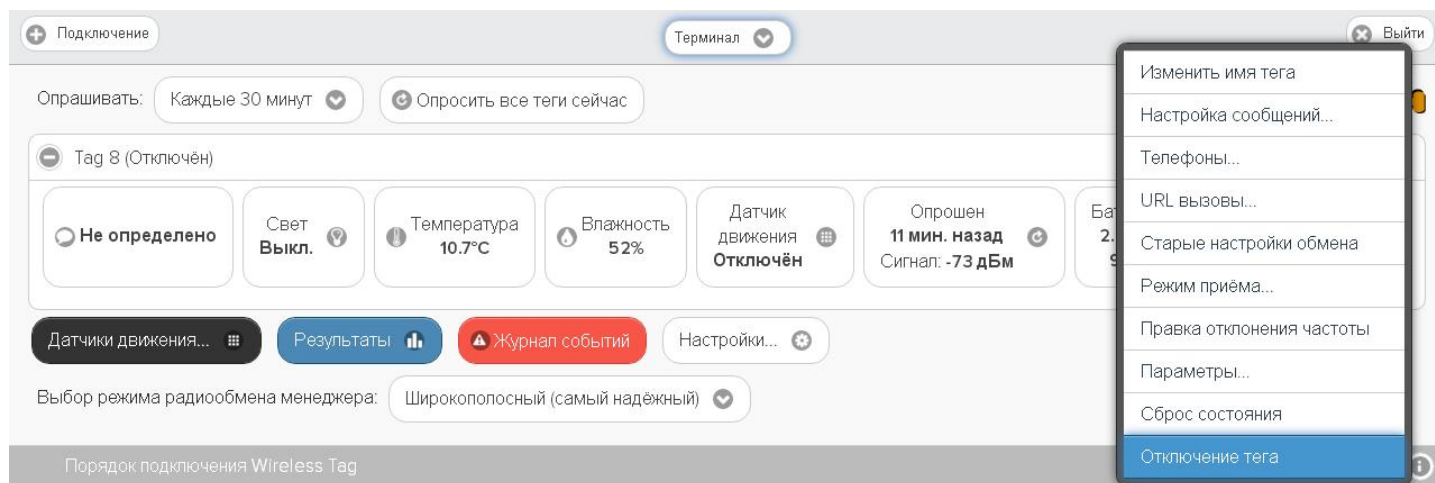 Подключение
Терминал
Выйти
Опрашивать:
Каждые 30 минут
Опросить все теги сейчас
Tag 8 (Отключён)
Не определено
Свет
Выкл.
Температура
10.7°C
Влажность
52%
Датчик
движения
Отключён
Опрошен
11 мин. назад
Сигнал: -73 дБм
2.
Датчики движения...
Результаты
Журнал событий
Настройки...
Выбор режима радиообмена менеджера:
Широкополосный (самый надёжный)
Порядок подключения Wireless Tag
Изменить имя тега
Настройка сообщений...
Телефоны...
URL вызовы...
Старые настройки обмена
Режим приёма...
Правка отклонения частоты
Параметры...
Сброс состояния
Отключение тега